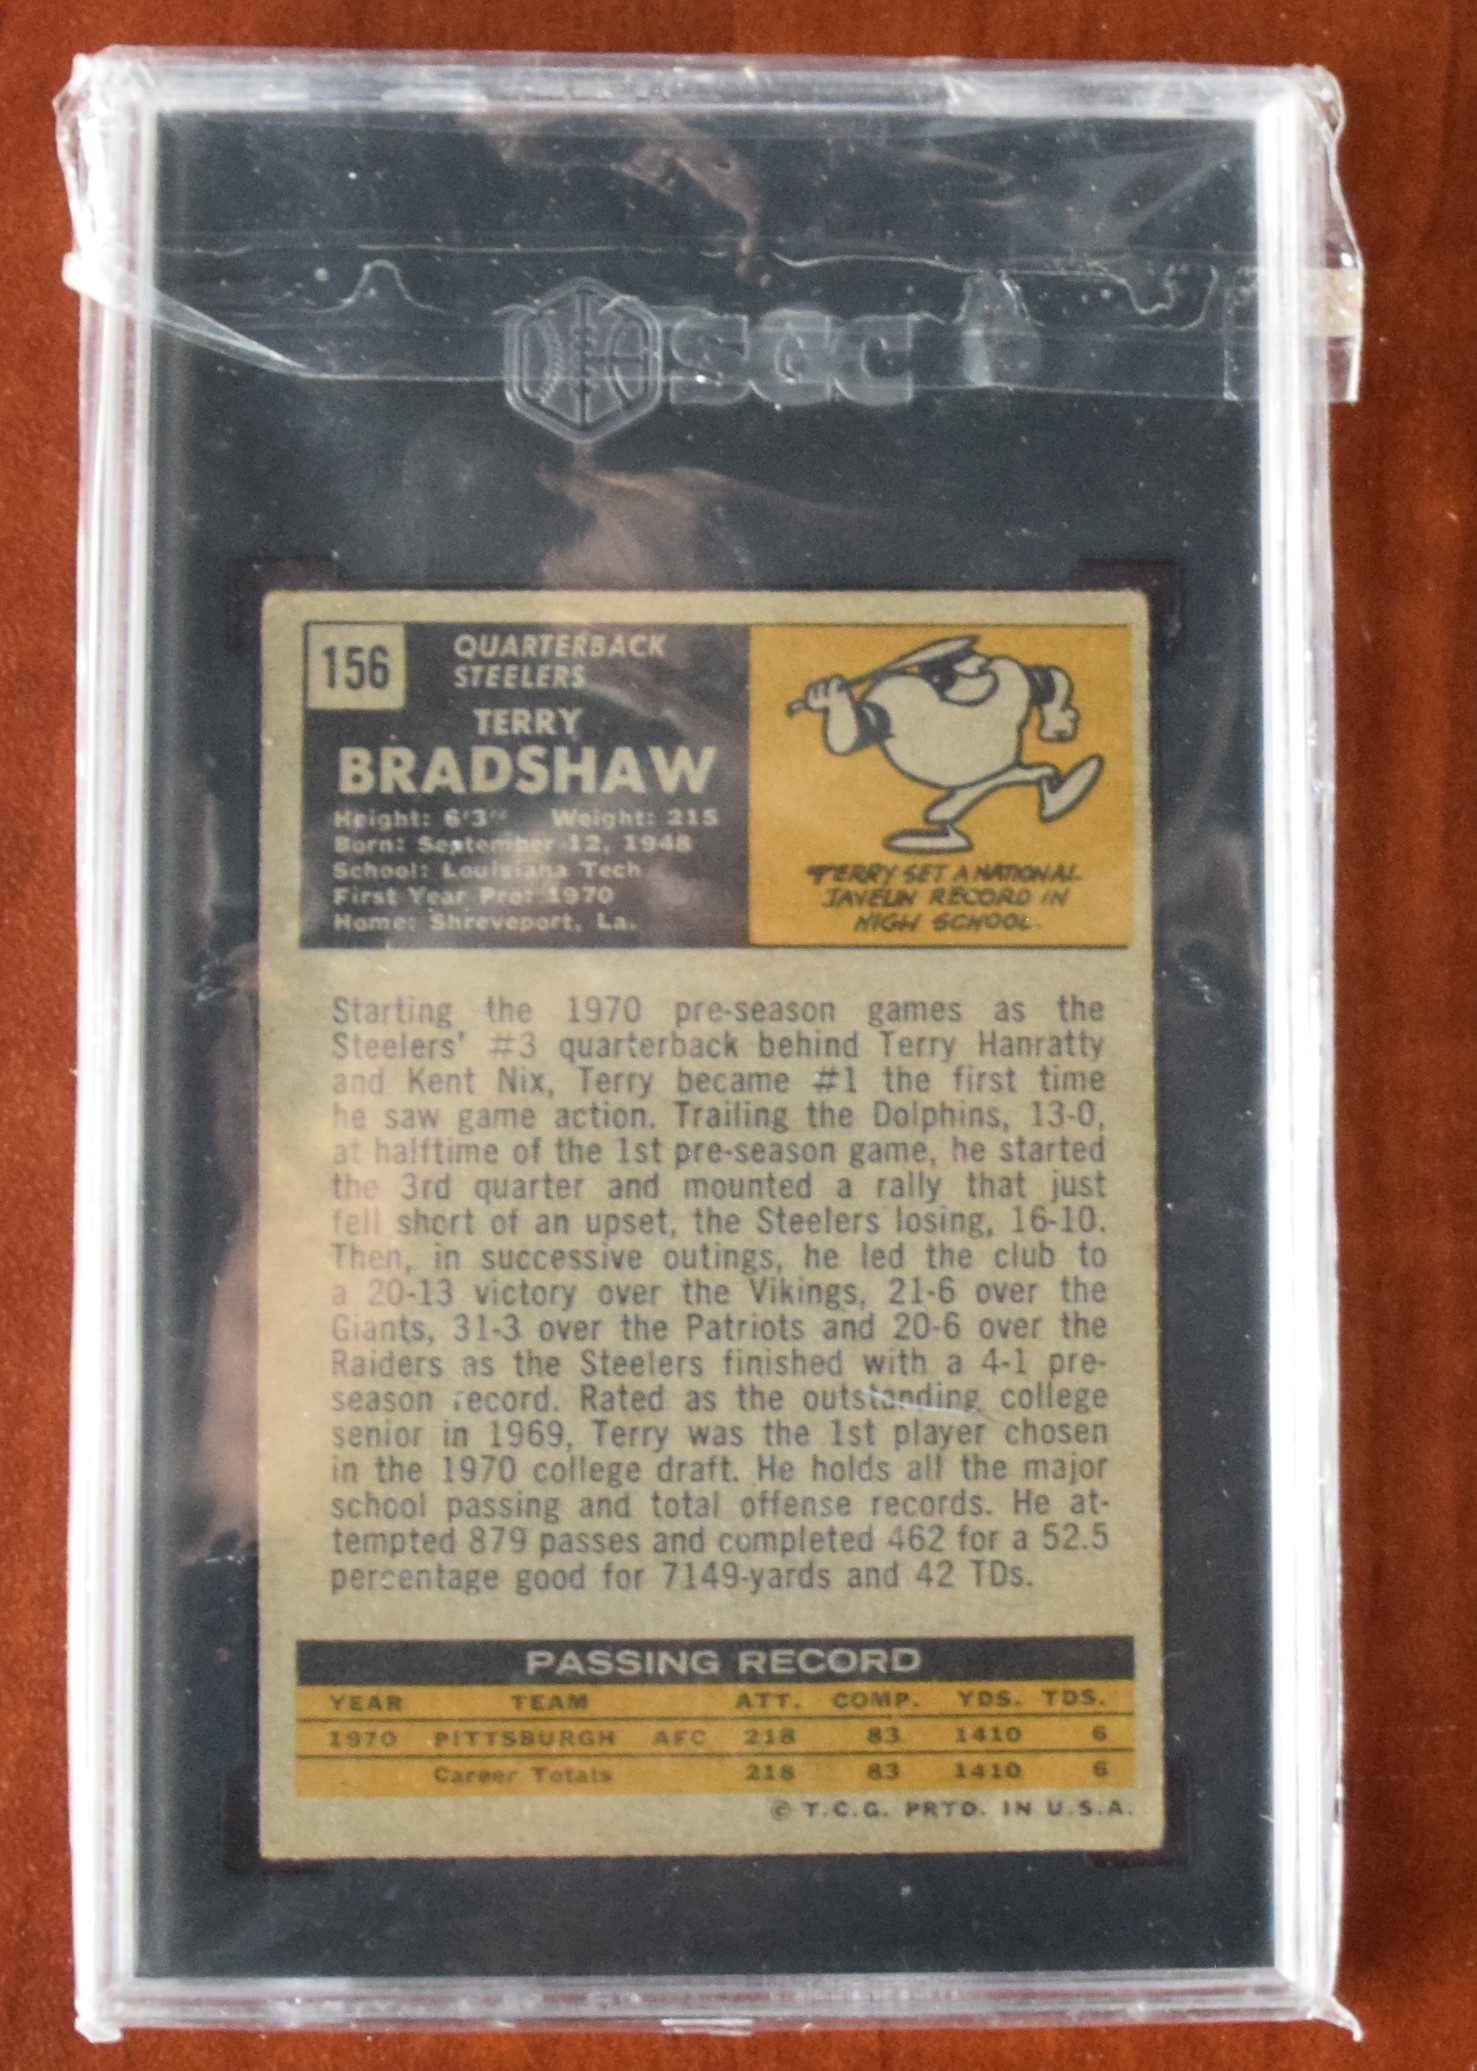 SGC
156
QUARTERBACK
STEELERS
TERRY
BRADSHAW
Height: 6'3" Weight: 215
Born: September 12, 1948
School: Louisiana Tech
First Year Pro: 1970
Home: Shreveport, La.
TERRY SET A NATIONAL
JAVELIN RECORD IN
HIGH SCHOOL.
Starting the 1970 pre-season games as the
Steelers' #3 quarterback behind Terry Hanratty
and Kent Nix, Terry became #1 the first time
he saw game action. Trailing the Dolphins, 13-0,
at halftime of the 1st pre-season game, he started
the 3rd quarter and mounted a rally that just
fell short of an upset, the Steelers losing, 16-10.
Then, in successive outings, he led the club to
a 20-13 victory over the Vikings, 21-6 over the
Giants, 31-3 over the Patriots and 20-6 over the
Raiders as the Steelers finished with a 4-1 pre-
season record. Rated as the outstanding college
senior in 1969, Terry was the 1st player chosen
in the 1970 college draft. He holds all the major
school passing and total offense records. He at-
tempted 879 passes and completed 462 for a 52.5
percentage good for 7149-yards and 42 TDs.
PASSING RECORD
YEAR TEAM ATT. COMP. YDS. TDS.
1970 PITTSBURGH AFC 218 83 1410 6
Career Totals 218 83 1410 6
© T.C.G. PRTD. IN U.S.A.